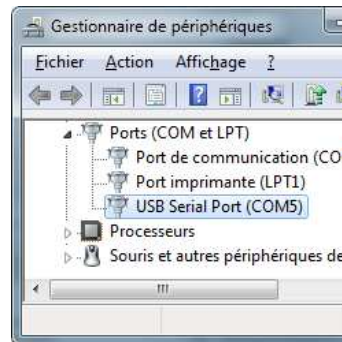 Gestionnaire de périphériques
Fichier Action Affichage ?
Ports (COM et LPT)
Port de communication (CO
Port imprimante (LPT1)
USB Serial Port (COM5)
Processeurs
Souris et autres périphériques de